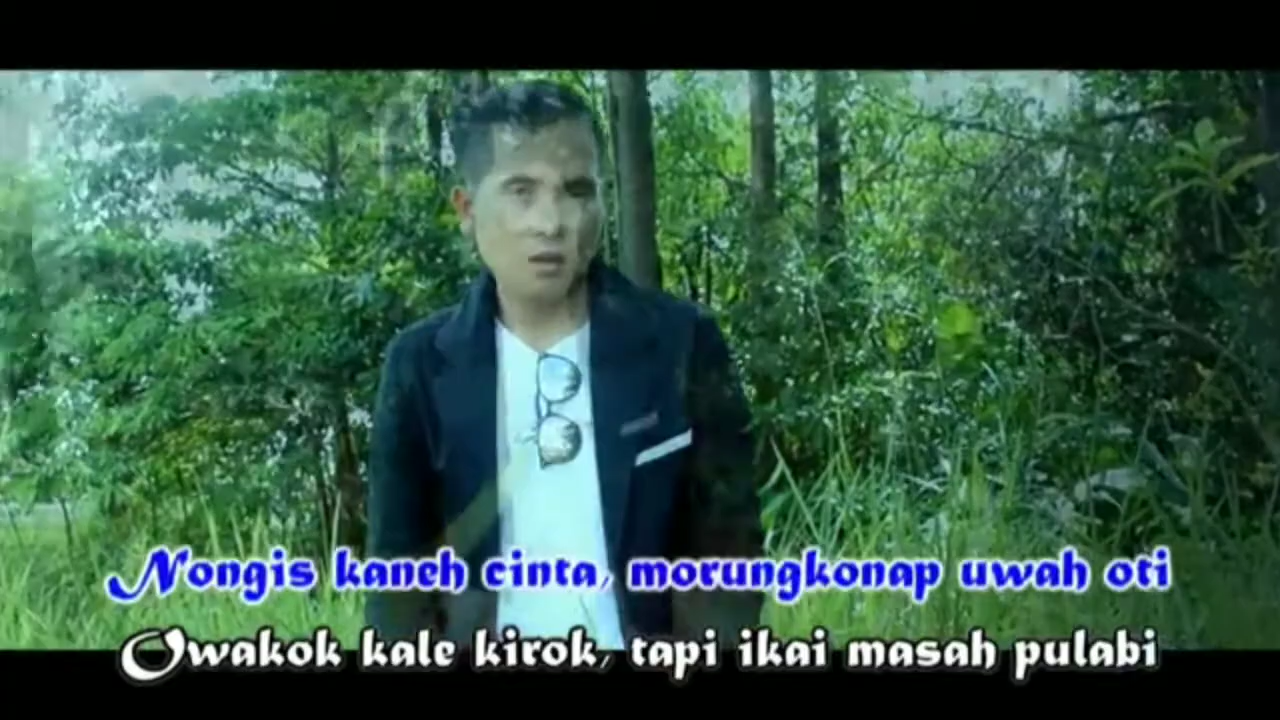 Nongis kaneh cinta, morungkonap uwah oti
Owakok kale kirok, tapi ikai masah pulabi